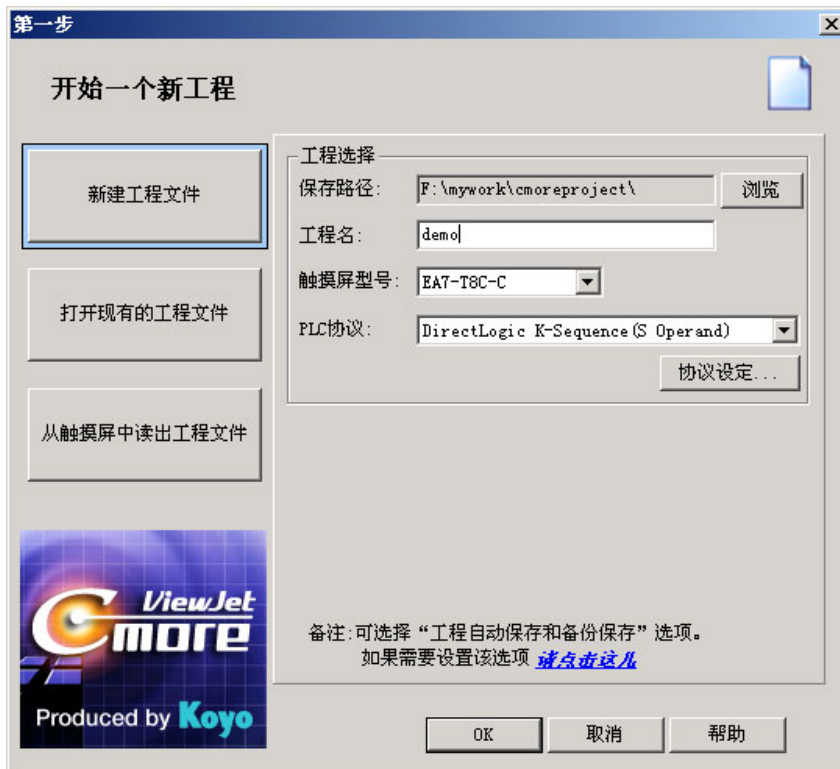 第一步
开始一个新工程
新建工程文件
打开现有的工程文件
从触摸屏中读出工程文件
工程选择
保存路径: F:\mywork\cmoreproject\ 浏览
工程名: demo
触摸屏型号: EA7-T8C-C
PLC协议: DirectLogic K-Sequence(S Operand)
协议设定...
备注:可选择“工程自动保存和备份保存”选项。
如果需要设置该选项 请点击这儿
ViewJet
Cmore
Produced by Koyo
OK 取消 帮助